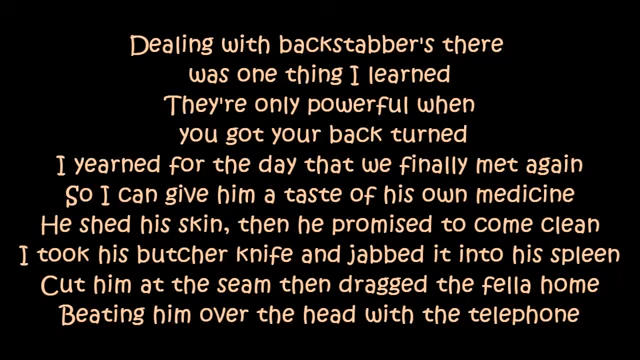 Dealing with backstabber's there
was one thing I learned
They're only powerful when
you got your back turned
I yearned for the day that we finally met again
So I can give him a taste of his own medicine
He shed his skin, then he promised to come clean
I took his butcher knife and jabbed it into his spleen
Cut him at the seam then dragged the fella home
Beating him over the head with the telephone